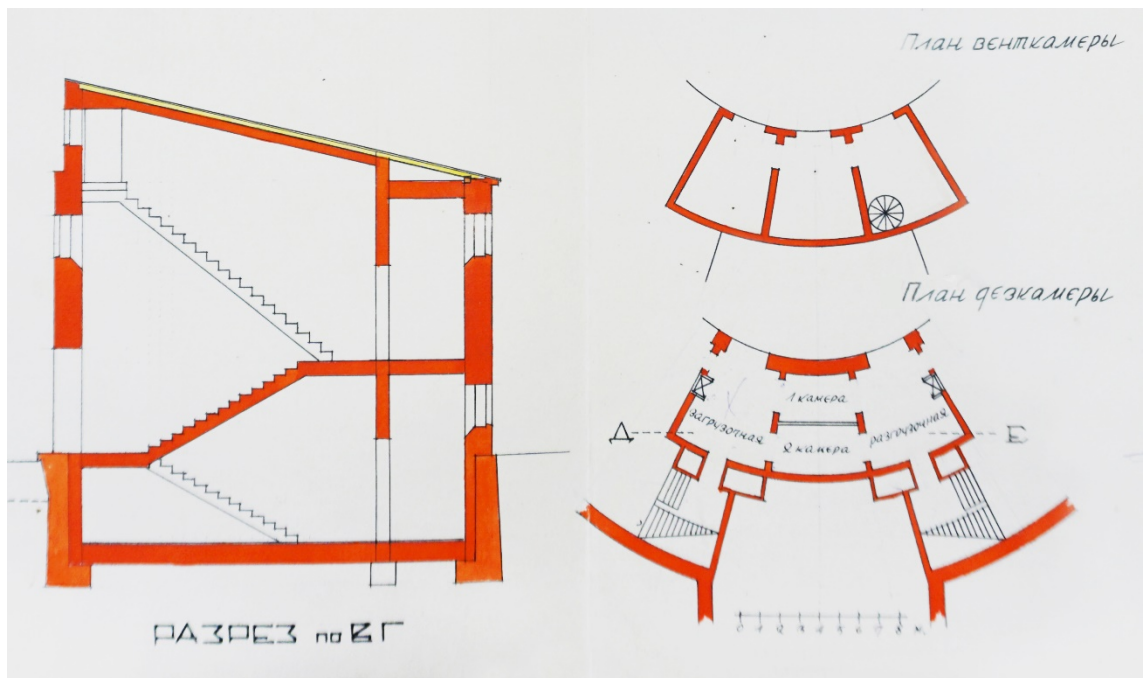 План венткамеры
План дезкамеры
1 камера
загрузочная
разгрузочная
Д
2 камера
Е
РАЗРЕЗ по ВГ
0 1 2 3 4 5 6 7 8 м.